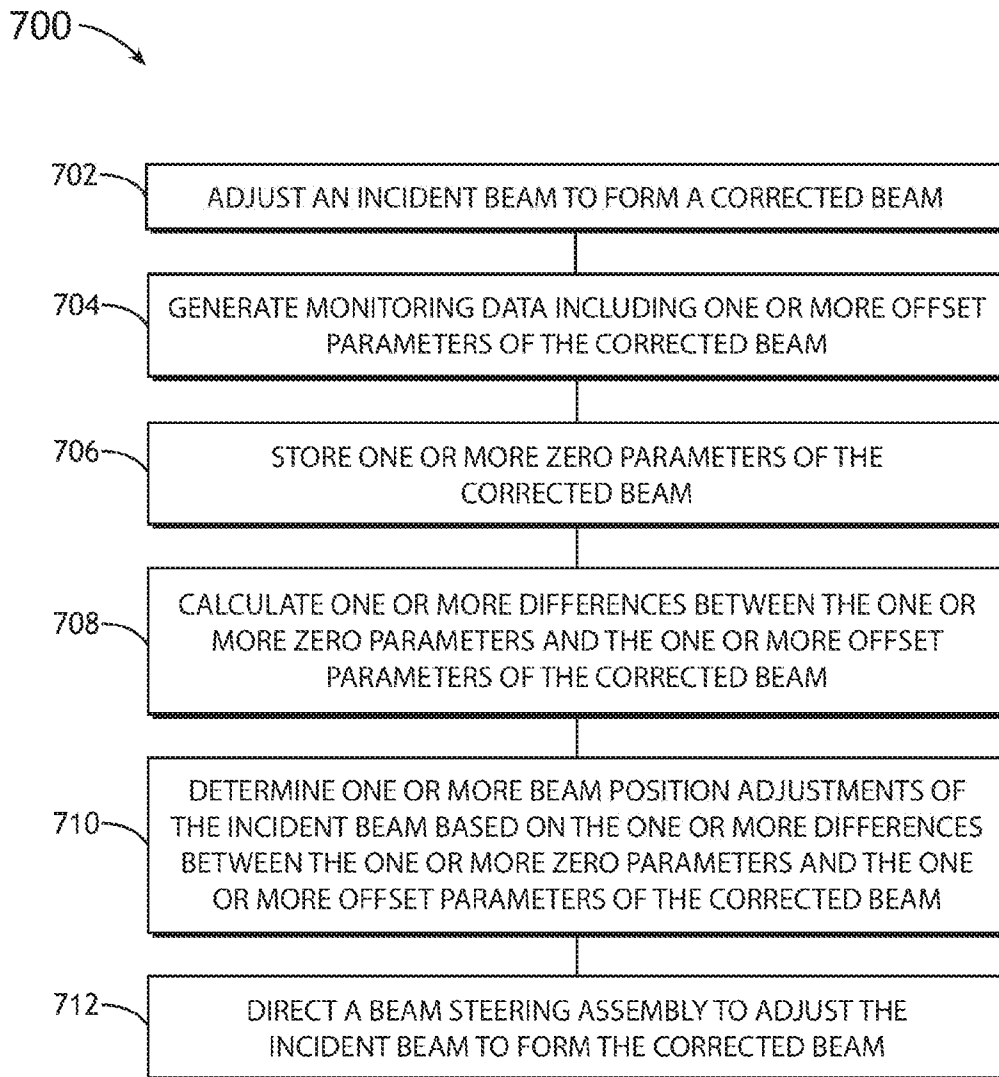 700
702
ADJUST AN INCIDENT BEAM TO FORM A CORRECTED BEAM
704
GENERATE MONITORING DATA INCLUDING ONE OR MORE OFFSET
PARAMETERS OF THE CORRECTED BEAM
706
STORE ONE OR MORE ZERO PARAMETERS OF THE
CORRECTED BEAM
708
CALCULATE ONE OR MORE DIFFERENCES BETWEEN THE ONE OR
MORE ZERO PARAMETERS AND THE ONE OR MORE OFFSET
PARAMETERS OF THE CORRECTED BEAM
710
DETERMINE ONE OR MORE BEAM POSITION ADJUSTMENTS OF
THE INCIDENT BEAM BASED ON THE ONE OR MORE DIFFERENCES
BETWEEN THE ONE OR MORE ZERO PARAMETERS AND THE ONE
OR MORE OFFSET PARAMETERS OF THE CORRECTED BEAM
712
DIRECT A BEAM STEERING ASSEMBLY TO ADJUST THE
INCIDENT BEAM TO FORM THE CORRECTED BEAM